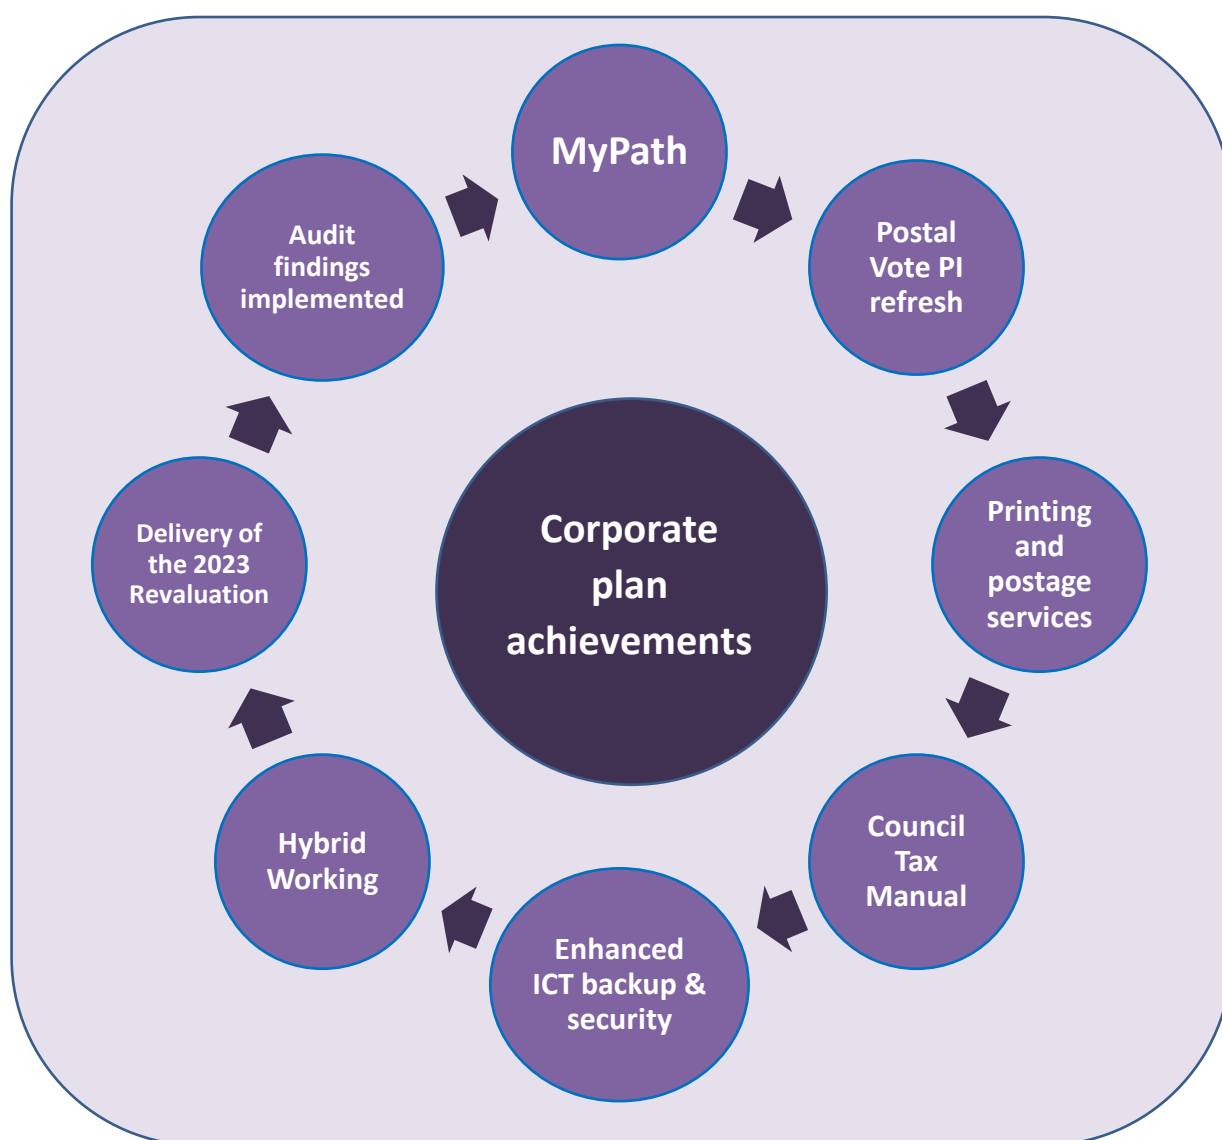 MyPath
Postal
Vote PI
refresh
Printing
and
postage
services
Council
Tax
Manual
Enhanced
ICT backup &
security
Hybrid
Working
Delivery of
the 2023
Revaluation
Audit
findings
implemented
Corporate
plan
achievements